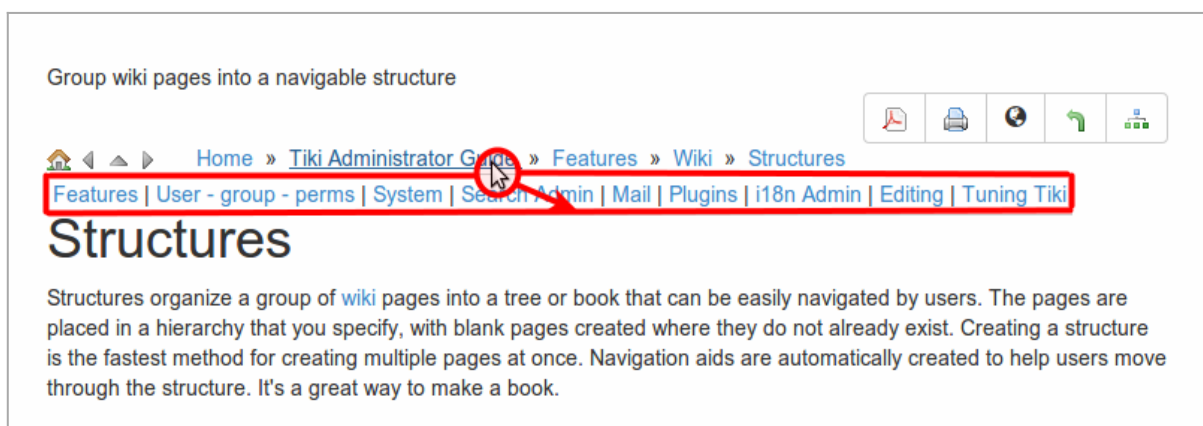 Group wiki pages into a navigable structure
Home » Tiki Administrator Guide » Features » Wiki » Structures
Features | User - group - perms | System | Search Admin | Mail | Plugins | i18n Admin | Editing | Tuning Tiki
Structures
Structures organize a group of wiki pages into a tree or book that can be easily navigated by users. The pages are
placed in a hierarchy that you specify, with blank pages created where they do not already exist. Creating a structure
is the fastest method for creating multiple pages at once. Navigation aids are automatically created to help users move
through the structure. It's a great way to make a book.